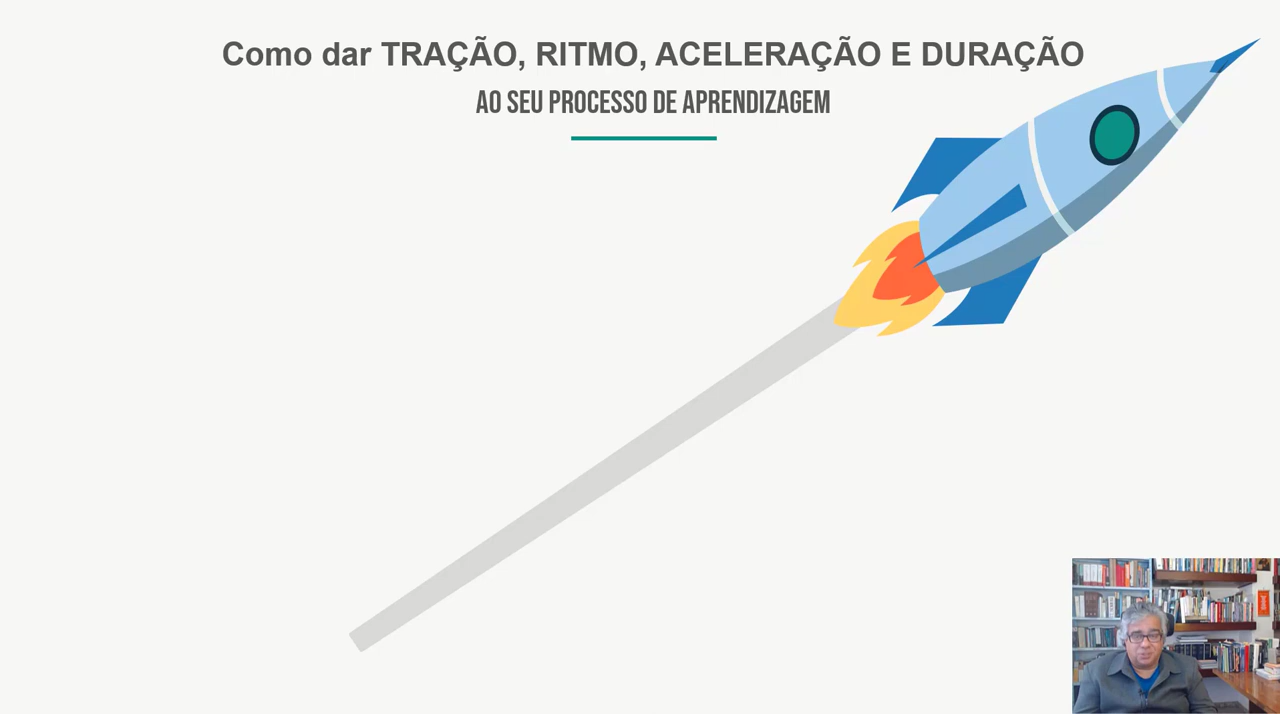 Como dar TRAÇÃO, RITMO, ACELERAÇÃO E DURAÇÃO
AO SEU PROCESSO DE APRENDIZAGEM